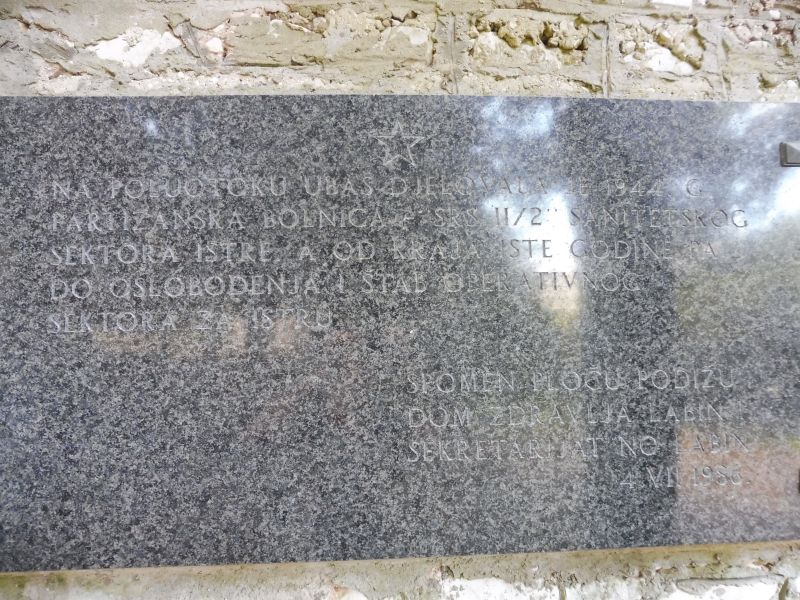 NA POLUOTOKU UBAS DJELOVALA JE 1944. G.
PARTIZANSKA BOLNICA "SRS II/2" SANITETSKOG
SEKTORA ISTRE, A OD KRAJA ISTE GODINE PA
DO OSLOBOĐENJA I ŠTAB OPERATIVNOG
SEKTORA ZA ISTRU
SPOMEN PLOČU PODIŽU
DOM ZDRAVLJA LABIN I
SEKRETARIJAT NO LABIN
4. VII 1986.